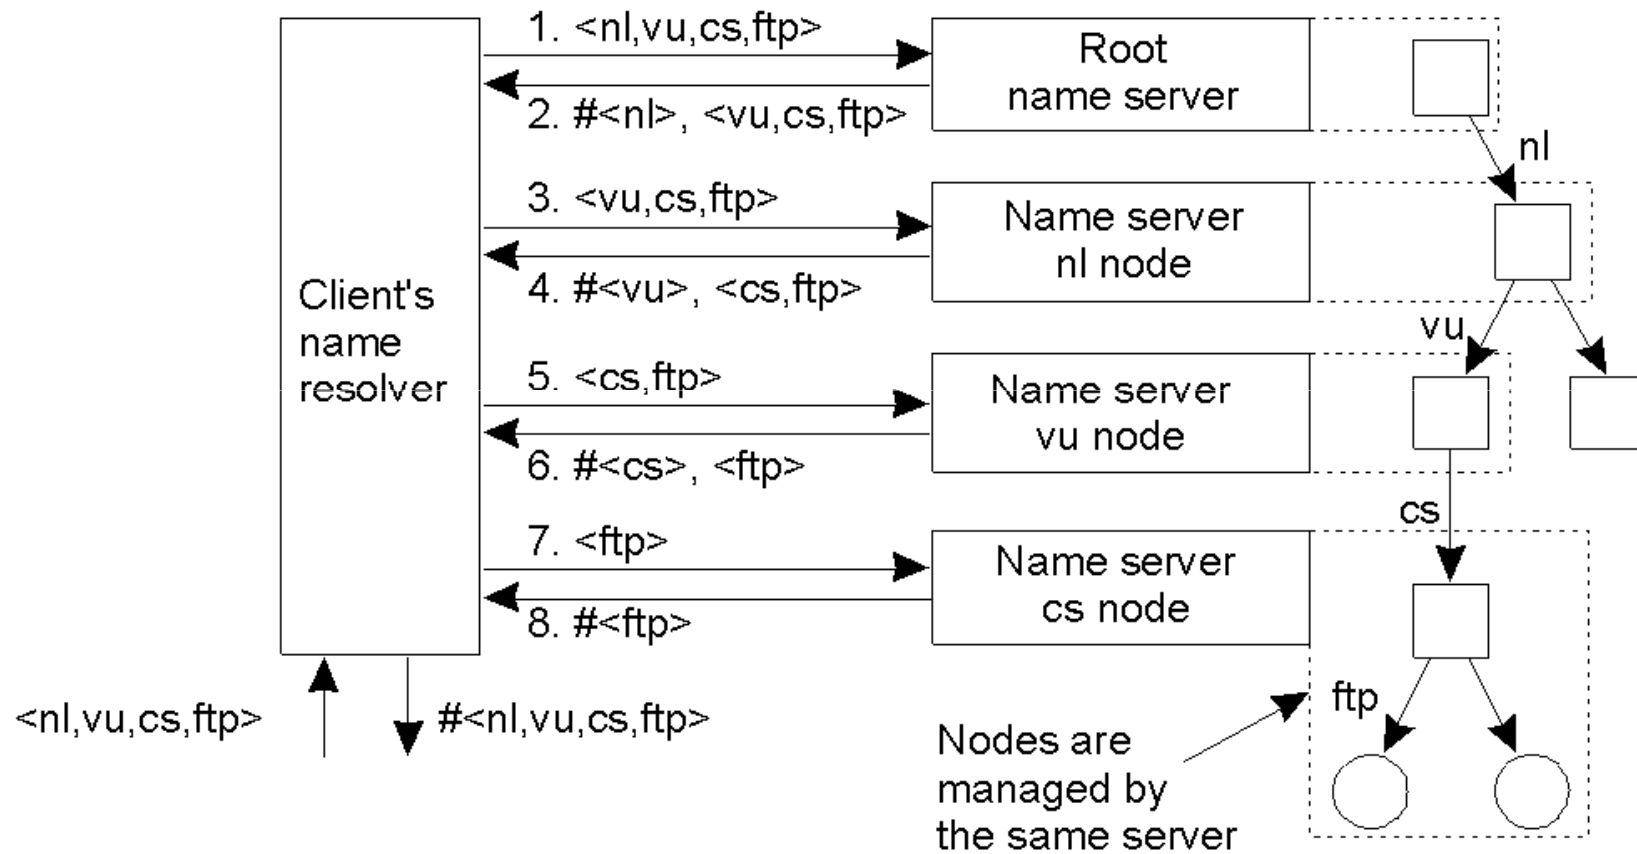 1. <nl,vu,cs,ftp>
2. #<nl>, <vu,cs,ftp>
Root
name server
nl
3. <vu,cs,ftp>
4. #<vu>, <cs,ftp>
Name server
nl node
vu
Client's
name
resolver
5. <cs,ftp>
6. #<cs>, <ftp>
Name server
vu node
cs
7. <ftp>
8. #<ftp>
Name server
cs node
ftp
<nl,vu,cs,ftp>
#<nl,vu,cs,ftp>
Nodes are
managed by
the same server